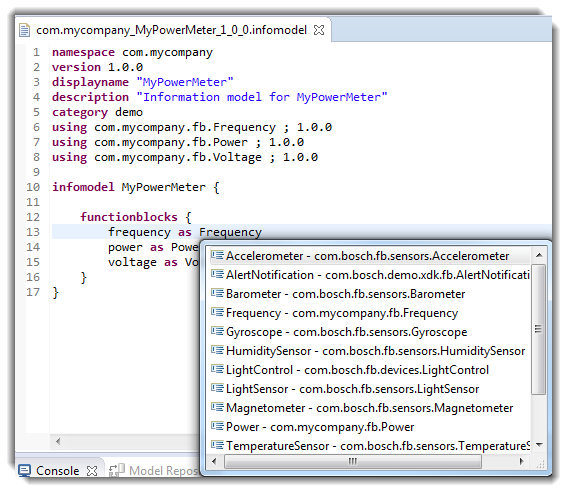 com.mycompany_MyPowerMeter_1_0_0.infomodel
1 namespace com.mycompany
2 version 1.0.0
3 displayname "MyPowerMeter"
4 description "Information model for MyPowerMeter"
5 category demo
6 using com.mycompany.fb.Frequency ; 1.0.0
7 using com.mycompany.fb.Power ; 1.0.0
8 using com.mycompany.fb.Voltage ; 1.0.0
9
10 infomodel MyPowerMeter {
11
12 functionblocks {
13 frequency as Frequency
14 power as Powe
15 voltage as Vo
16 }
17 }
Accelerometer - com.bosch.fb.sensors.Accelerometer
AlertNotification - com.bosch.demo.xdk.fb.AlertNotificati
Barometer - com.bosch.fb.sensors.Barometer
Frequency - com.mycompany.fb.Frequency
Gyroscope - com.bosch.fb.sensors.Gyroscope
HumiditySensor - com.bosch.fb.sensors.HumiditySensor
LightControl - com.bosch.fb.devices.LightControl
LightSensor - com.bosch.fb.sensors.LightSensor
Magnetometer - com.bosch.fb.sensors.Magnetometer
Power - com.mycompany.fb.Power
TemperatureSensor - com.bosch.fb.sensors.TemperatureS
Console Model Repos